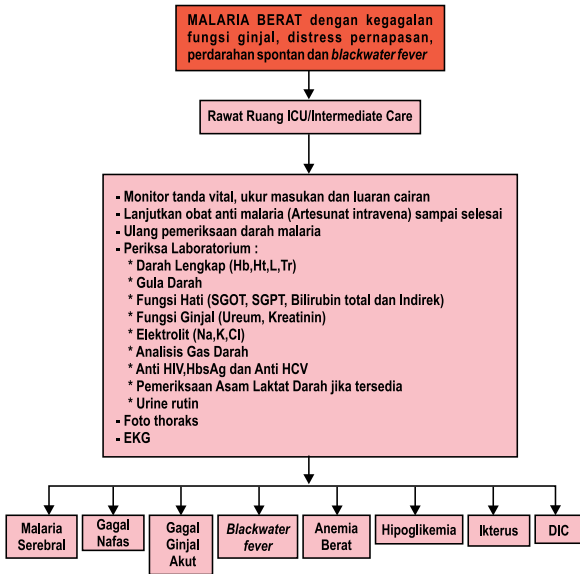 MALARIA BERAT dengan kegagalan
fungsi ginjal, distress pernapasan,
perdarahan spontan dan blackwater fever
Rawat Ruang ICU/Intermediate Care
- Monitor tanda vital, ukur masukan dan luaran cairan
- Lanjutkan obat anti malaria (Artesunat intravena) sampai selesai
- Ulang pemeriksaan darah malaria
- Periksa Laboratorium :
* Darah Lengkap (Hb,Ht,L,Tr)
* Gula Darah
* Fungsi Hati (SGOT, SGPT, Bilirubin total dan Indirek)
* Fungsi Ginjal (Ureum, Kreatinin)
* Elektrolit (Na,K,Cl)
* Analisis Gas Darah
* Anti HIV,HbsAg dan Anti HCV
* Pemeriksaan Asam Laktat Darah jika tersedia
* Urine rutin
- Foto thoraks
- EKG
Malaria
Serebral
Gagal
Nafas
Gagal
Ginjal
Akut
Blackwater
fever
Anemia
Berat
Hipoglikemia
Ikterus
DIC